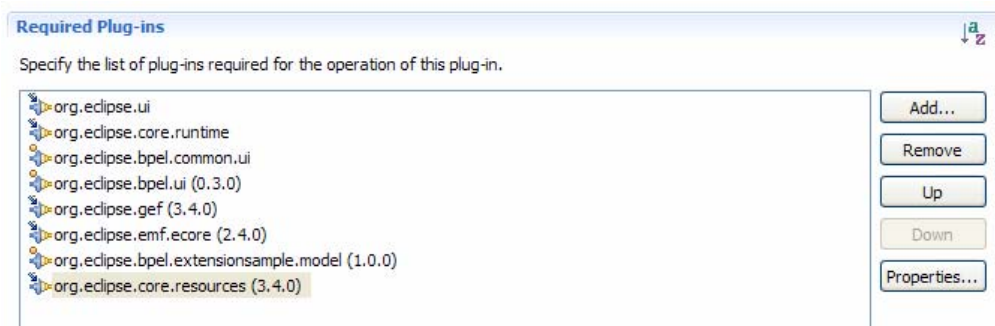 Required Plug-ins
a
z
Specify the list of plug-ins required for the operation of this plug-in.
org.eclipse.ui
org.eclipse.core.runtime
org.eclipse.bpel.common.ui
org.eclipse.bpel.ui (0.3.0)
org.eclipse.gef (3.4.0)
org.eclipse.emf.ecore (2.4.0)
org.eclipse.bpel.extensionsample.model (1.0.0)
org.eclipse.core.resources (3.4.0)
Add...
Remove
Up
Down
Properties...